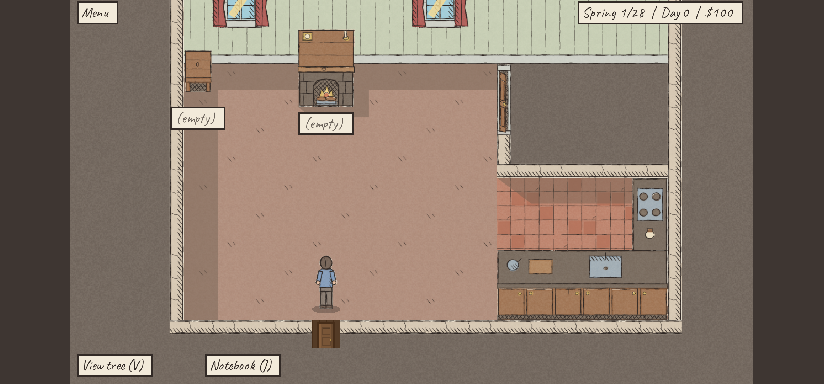 Menu
Spring 1/28 / Day 0 / $100
(empty)
(empty)
View tree (V)
Notebook (J)